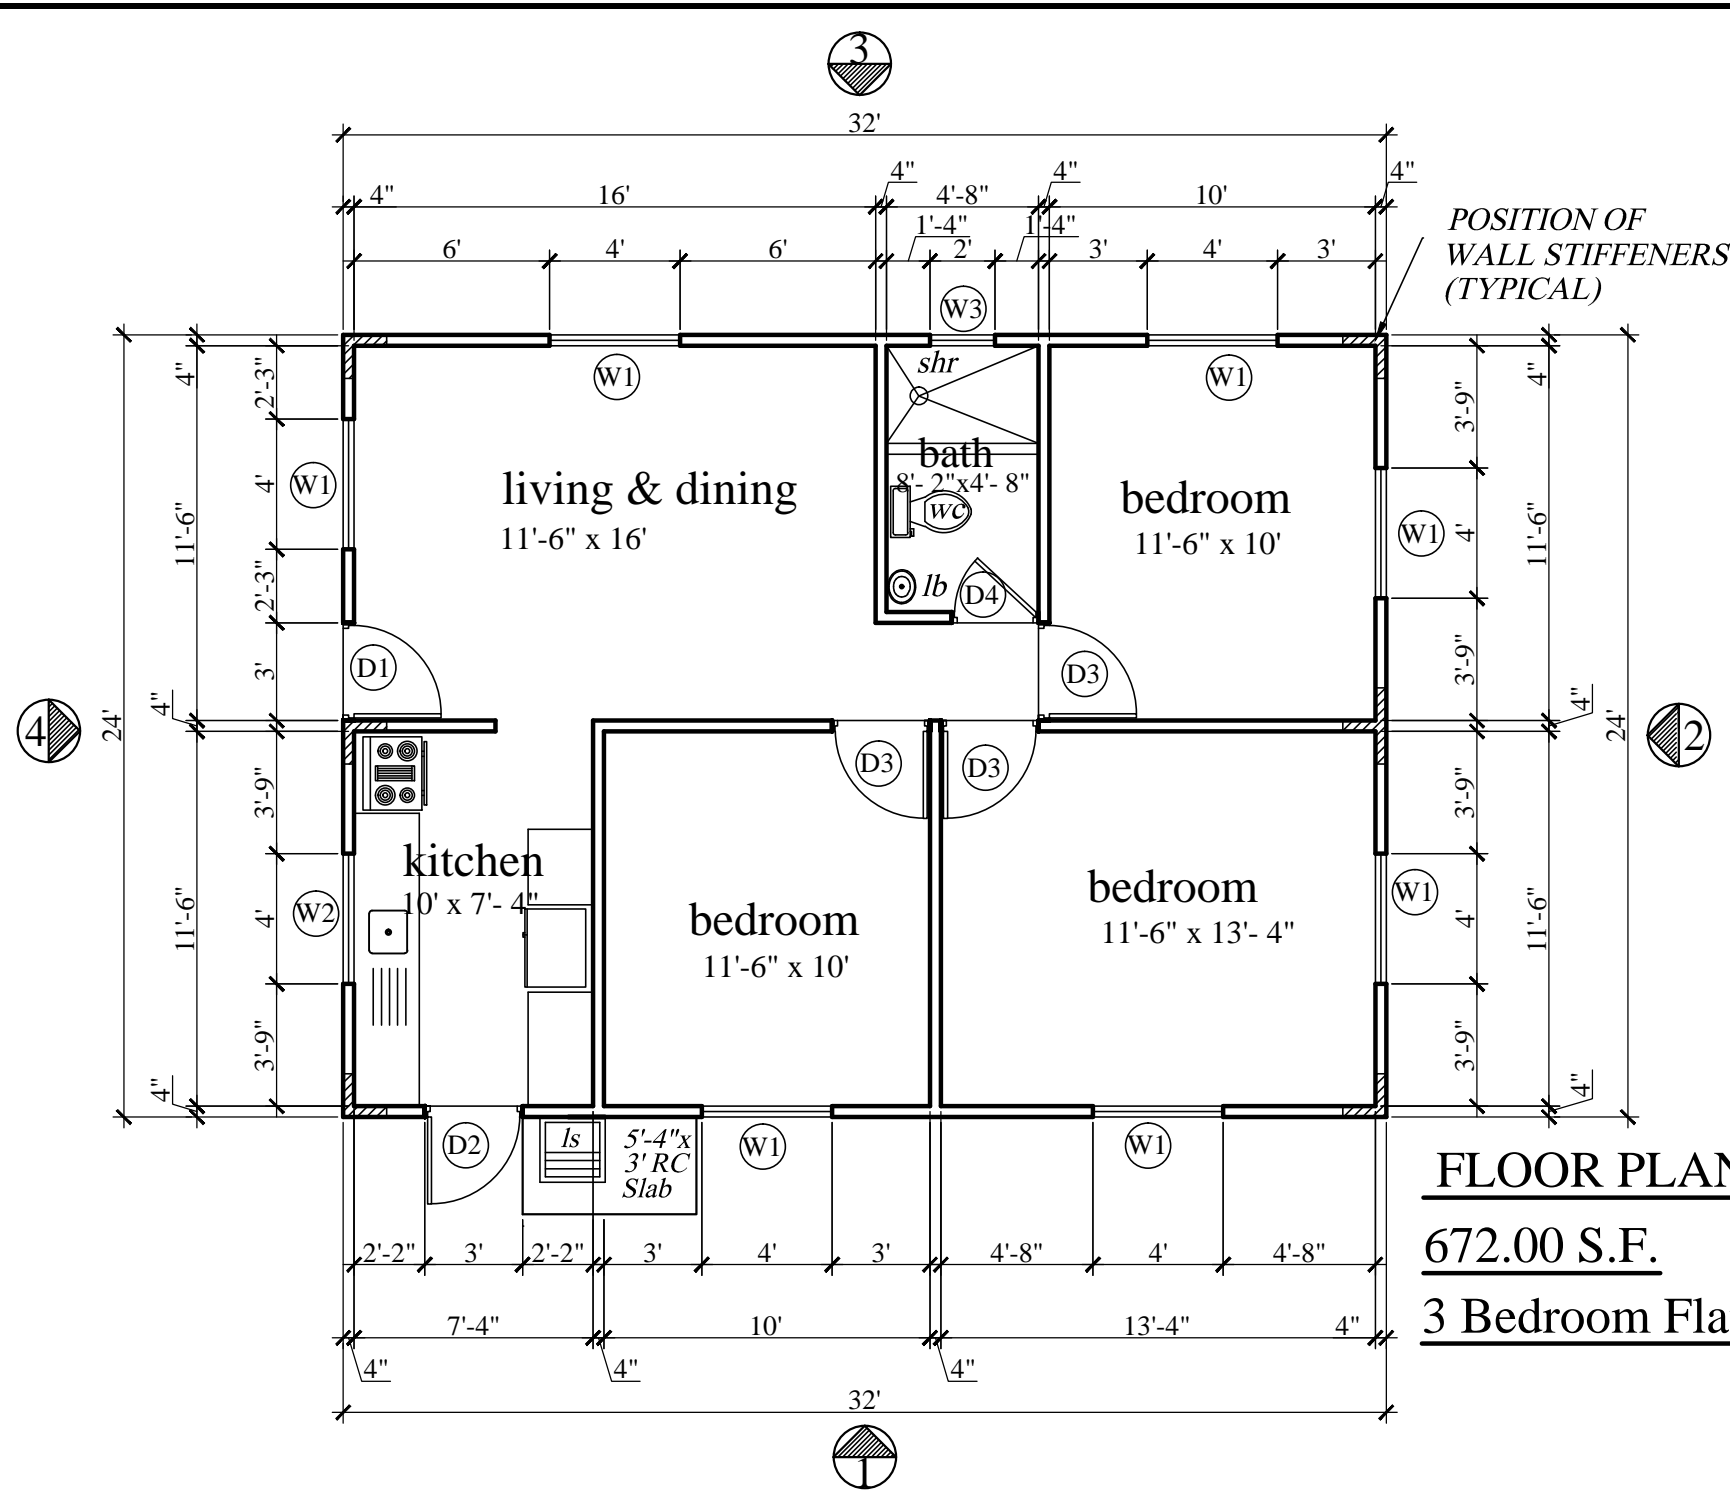 3
32'
4"
4"
4"
4"
16'
4'-8"
10'
1'-4"
1'-4"
6'
4'
6'
2'
3'
4'
3'
POSITION OF
WALL STIFFENERS
(TYPICAL)
W3
W1
W1
shr
4"
2'-3"
3'-9"
4"
bath
8'- 2"x4'- 8"
living & dining
11'-6" x 16'
bedroom
11'-6" x 10'
wc
W1
4'
11'-6"
W1
4'
11'-6"
2'-3"
lb
D4
D1
D3
3'
3'-9"
4"
4"
4
24'
24'
2
D3
D3
3'-9"
3'-9"
kitchen
10' x 7'- 4"
bedroom
11'-6" x 10'
bedroom
11'-6" x 13'- 4"
W2
4'
11'-6"
W1
4'
11'-6"
3'-9"
3'-9"
4"
4"
D2
ls
5'-4"x
3' RC
Slab
W1
W1
FLOOR PLAN
672.00 S.F.
3 Bedroom Fla
2'-2"
3'
2'-2"
3'
4'
3'
4'-8"
4'
4'-8"
7'-4"
10'
13'-4"
4"
4"
4"
4"
32'
1